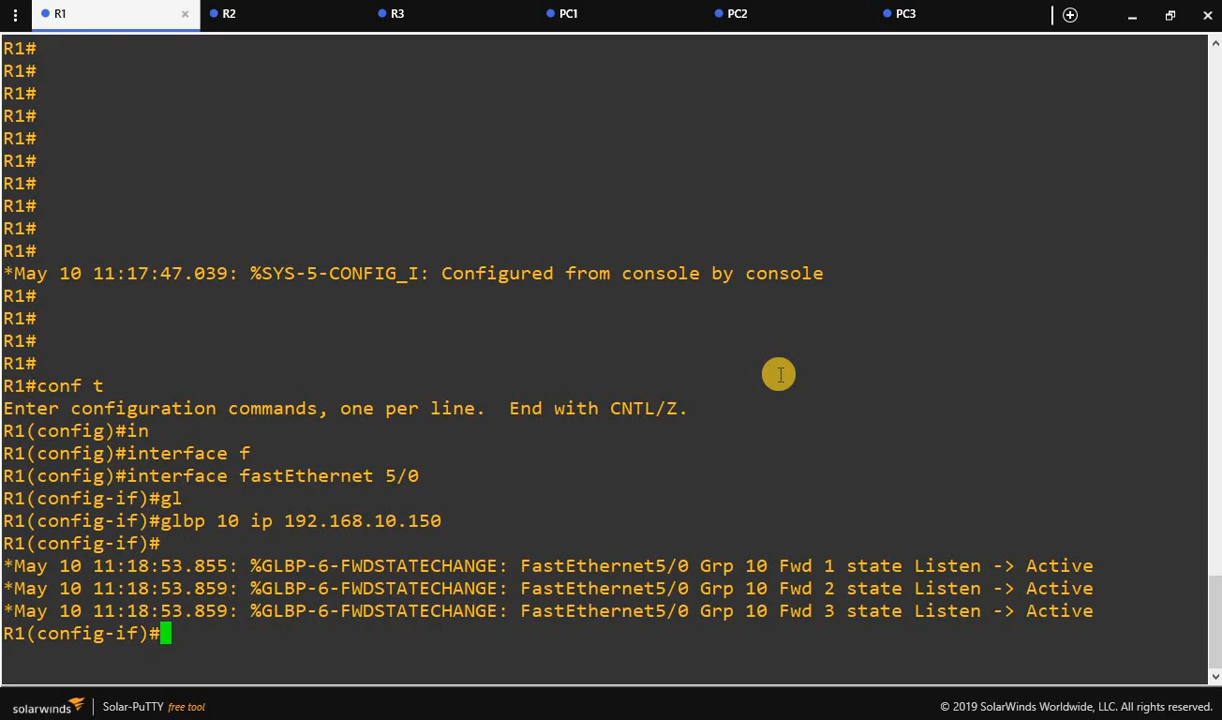 R1
R2
R3
PC1
PC2
PC3
R1#
R1#
R1#
R1#
R1#
R1#
R1#
R1#
R1#
R1#
*May 10 11:17:47.039: %SYS-5-CONFIG_I: Configured from console by console
R1#
R1#
R1#
R1#
R1#conf t
Enter configuration commands, one per line.  End with CNTL/Z.
R1(config)#in
R1(config)#interface f
R1(config)#interface fastEthernet 5/0
R1(config-if)#gl
R1(config-if)#glbp 10 ip 192.168.10.150
R1(config-if)#
*May 10 11:18:53.855: %GLBP-6-FWDSTATECHANGE: FastEthernet5/0 Grp 10 Fwd 1 state Listen -> Active
*May 10 11:18:53.859: %GLBP-6-FWDSTATECHANGE: FastEthernet5/0 Grp 10 Fwd 2 state Listen -> Active
*May 10 11:18:53.859: %GLBP-6-FWDSTATECHANGE: FastEthernet5/0 Grp 10 Fwd 3 state Listen -> Active
R1(config-if)#
solarwinds | Solar-PuTTY free tool
© 2019 SolarWinds Worldwide, LLC. All rights reserved.